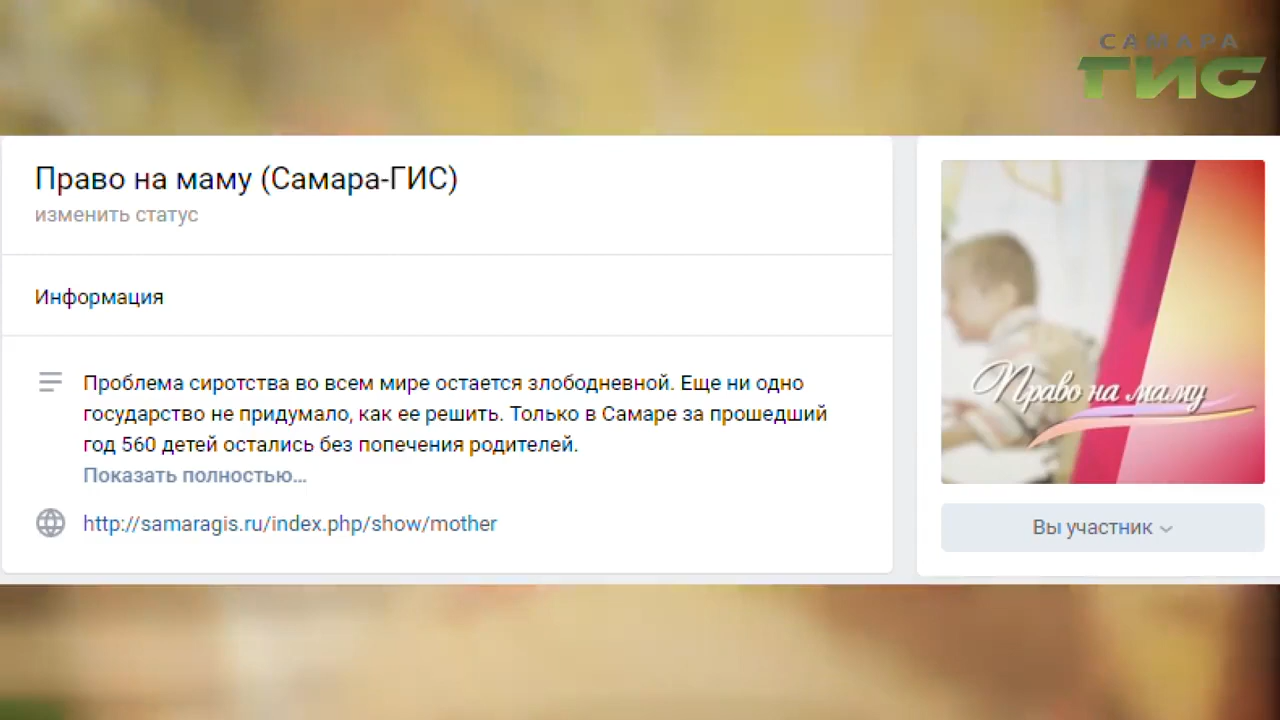 САМАРА
ГИС
Право на маму (Самара-ГИС)
изменить статус
Информация
Проблема сиротства во всем мире остается злободневной. Еще ни одно
государство не придумало, как ее решить. Только в Самаре за прошедший
год 560 детей остались без попечения родителей.
Показать полностью...
http://samaragis.ru/index.php/show/mother
Право на маму
Вы участник